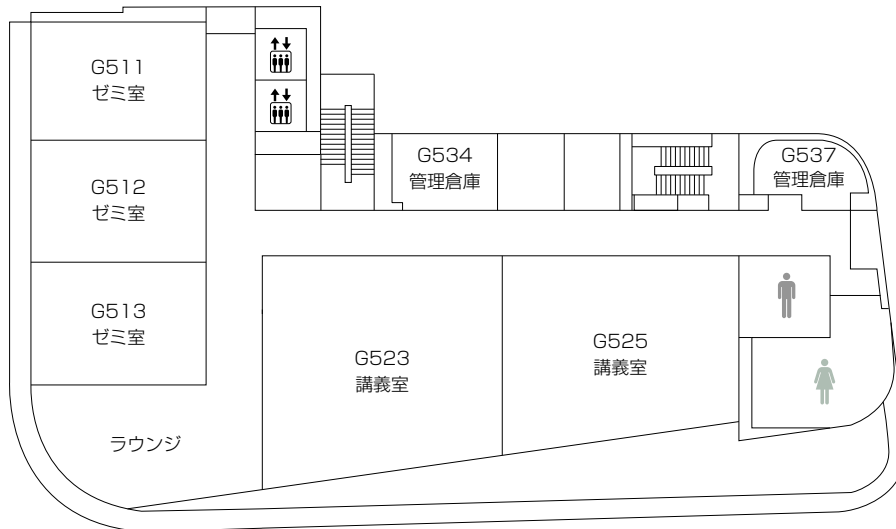 G511
ゼミ室
G534
管理倉庫
G537
管理倉庫
G512
ゼミ室
G513
ゼミ室
G523
講義室
G525
講義室
ラウンジ